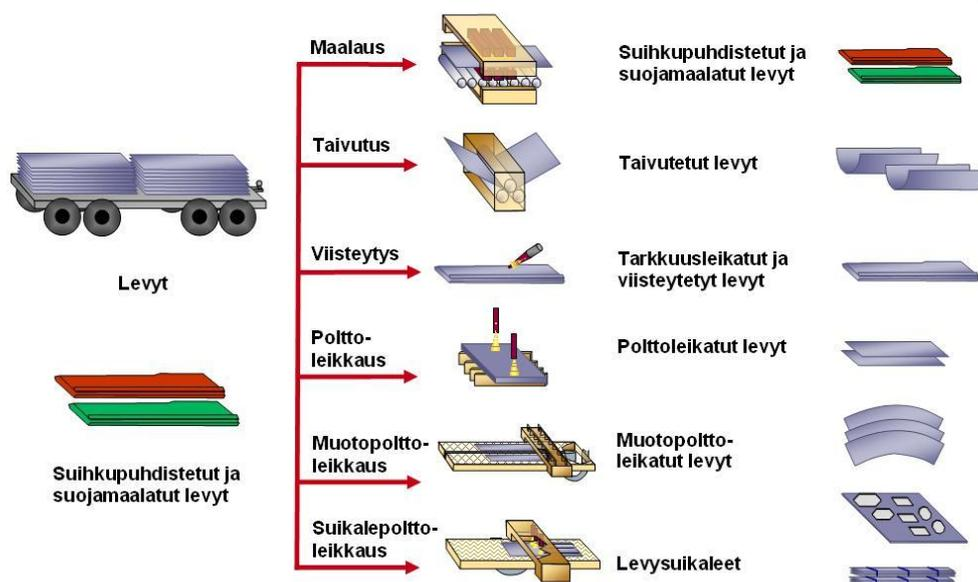 Maalaus
Suihkupuhdistetut ja
suojamaalatut levyt
Taivutus
Taivutetut levyt
Levyt
Viisteytys
Tarkkuusleikatut ja
viisteytetyt levyt
Poltto-
leikkaus
Polttoleikatut levyt
Suihkupuhdistetut ja
suojamaalatut levyt
Muotopoltto-
leikkaus
Muotopoltto-
leikatut levyt
Suikalepoltto-
leikkaus
Levysuikaleet